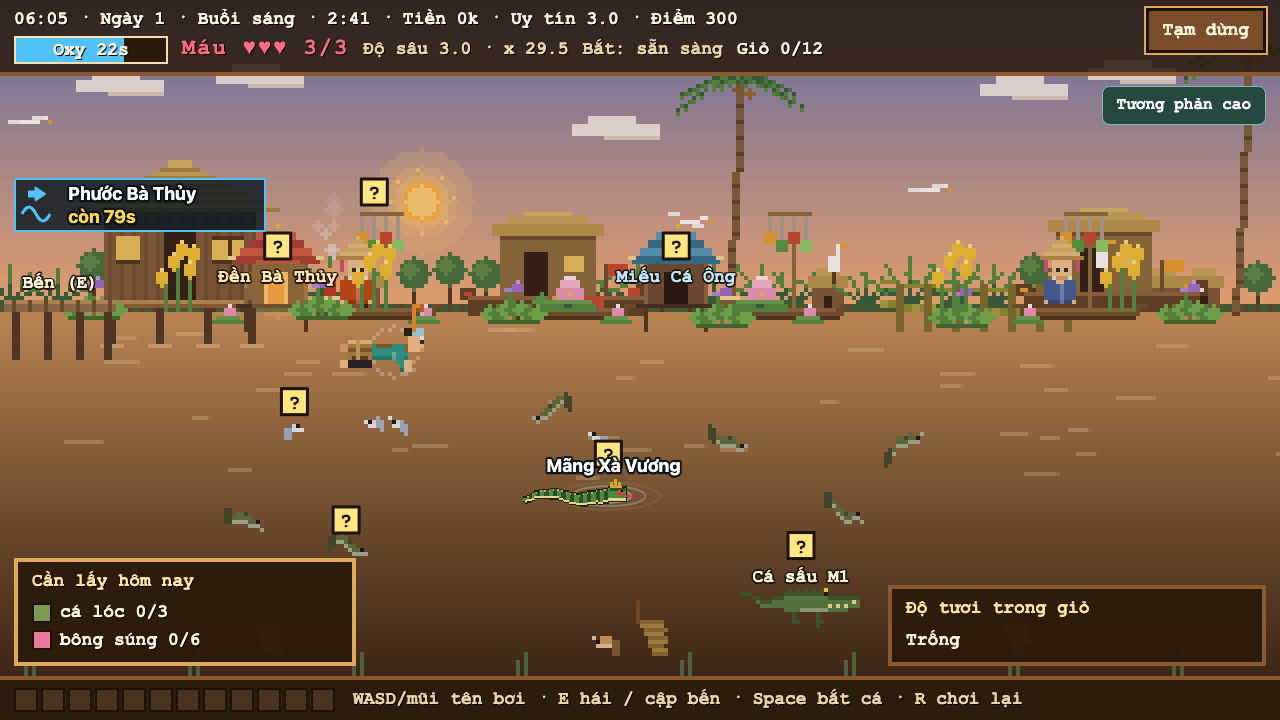 06:05 · Ngày 1 · Buổi sáng · 2:41 · Tiền 0k · Uy tín 3.0 · Điểm 300
Oxy 22s Máu ♥♥♥ 3/3 Độ sâu 3.0 · x 29.5 Bắt: sẵn sàng Giỏ 0/12
Tạm dừng
Tương phản cao
Phước Bà Thủy
còn 79s
?
?
?
Bến (E)
Đền Bà Thủy
Miếu Cá Ông
?
?
Mãng Xà Vương
?
?
Cá sấu M1
Cần lấy hôm nay
cá lóc 0/3
bông súng 0/6
Độ tươi trong giỏ
Trống
WASD/mũi tên bơi · E hái / cập bến · Space bắt cá · R chơi lại